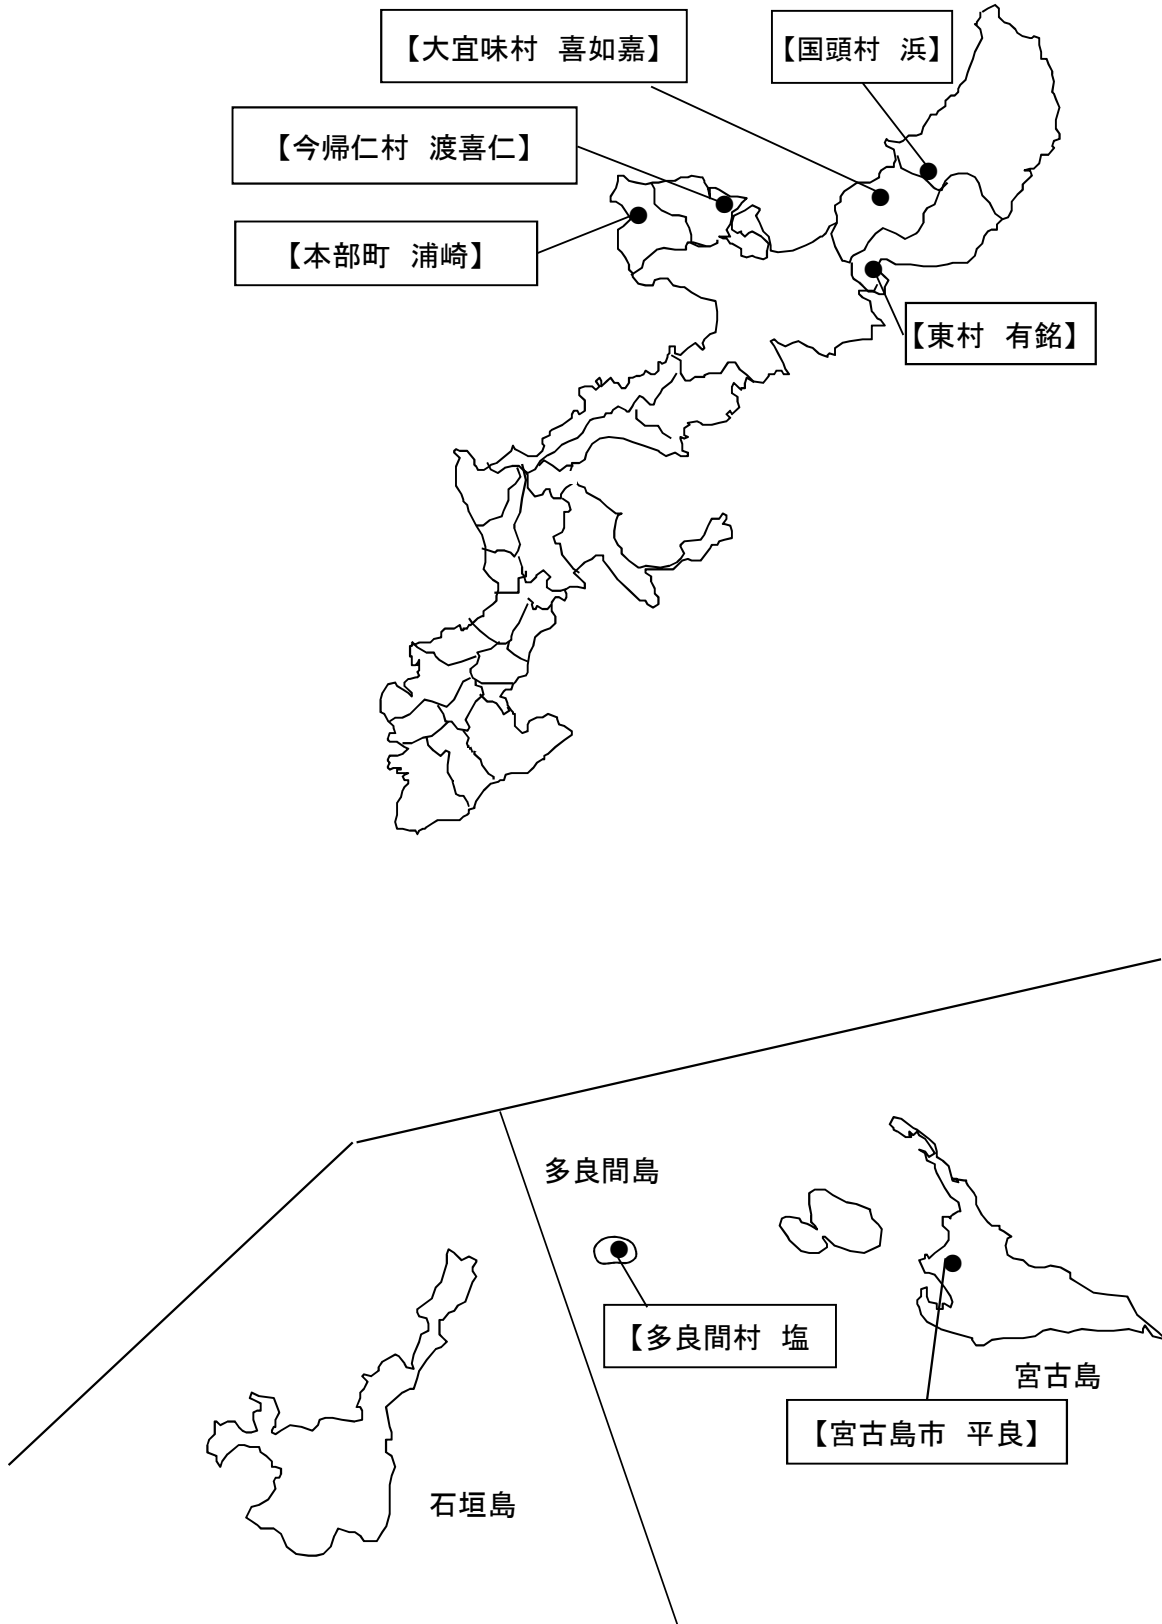 【大宜味村　喜如嘉】
【国頭村　浜】
【今帰仁村　渡喜仁】
【本部町　浦崎】
【東村　有銘】
多良間島
【多良間村　塩
宮古島
【宮古島市　平良】
石垣島